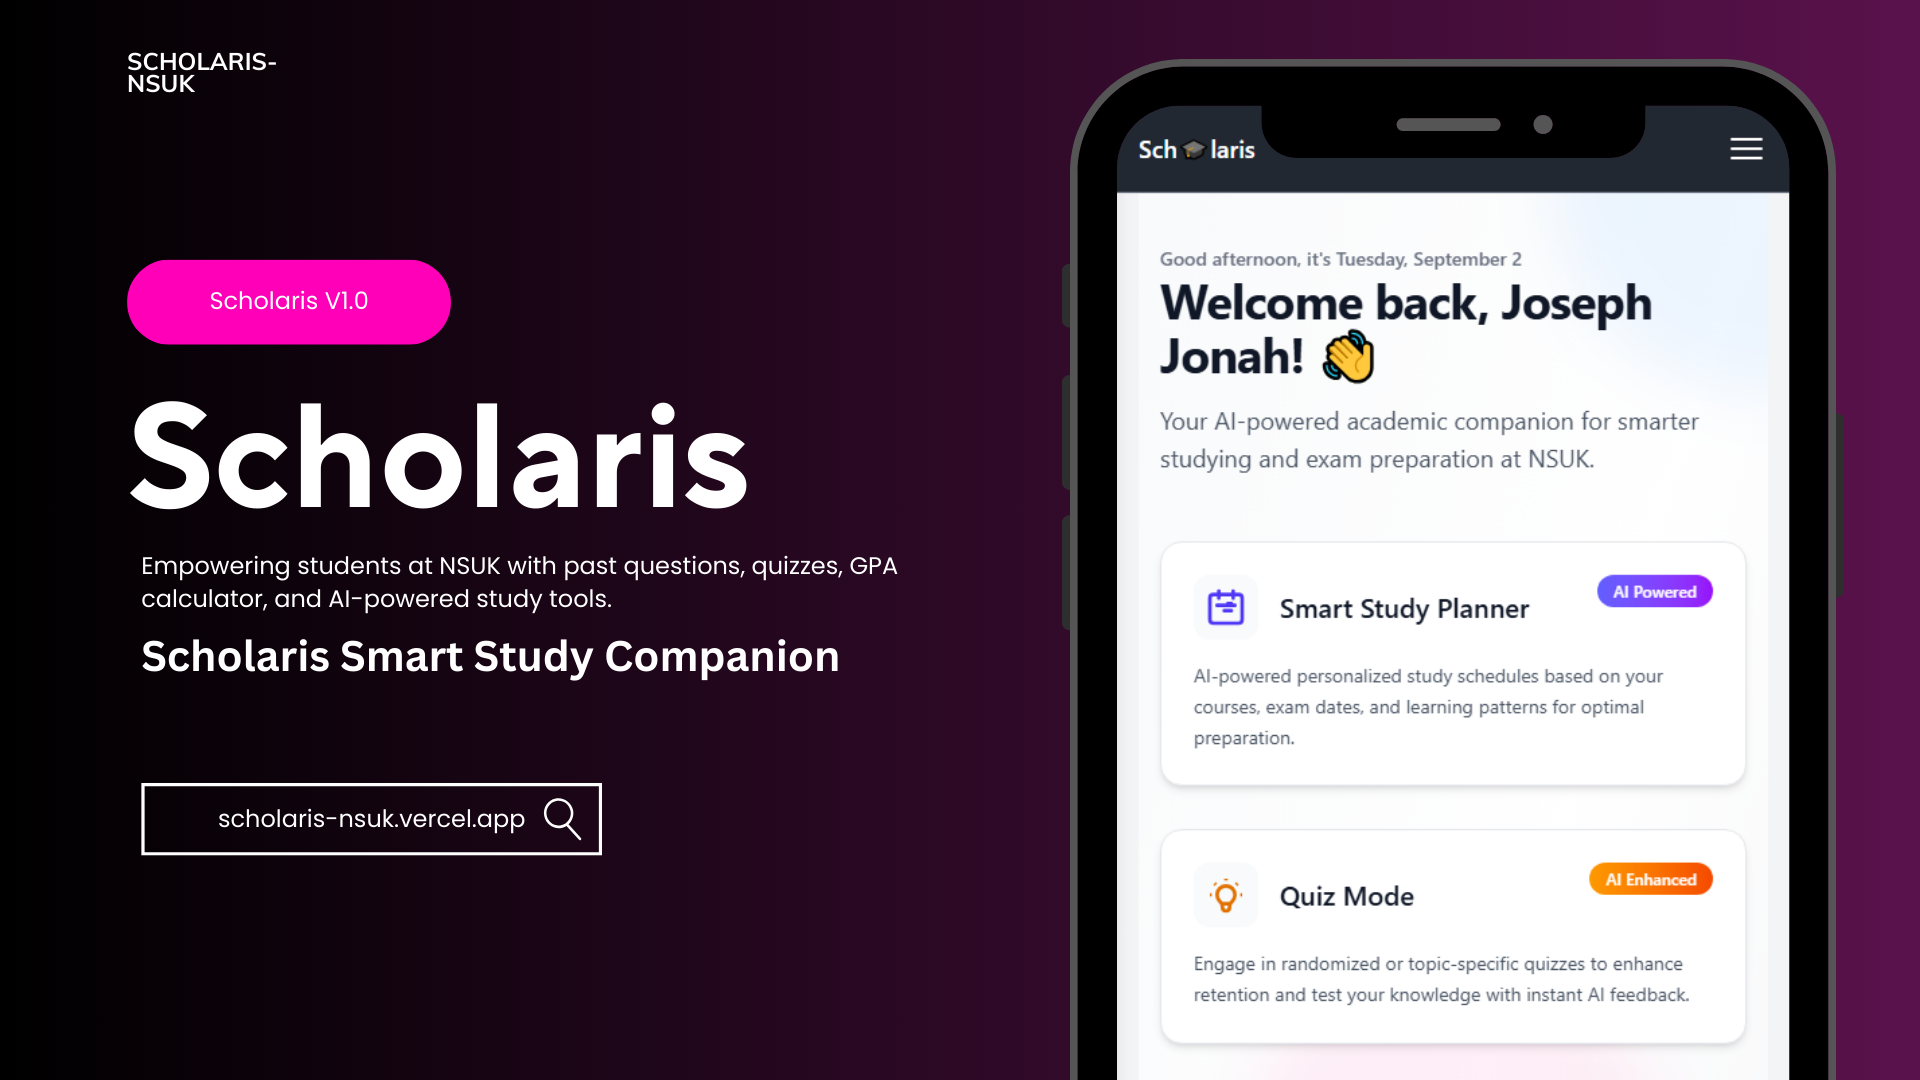 SCHOLARIS-
NSUK
Scholaris V1.0
Scholaris
Empowering students at NSUK with past questions, quizzes, GPA
calculator, and AI-powered study tools.
Scholaris Smart Study Companion
scholaris-nsuk.vercel.app
Sch🎓laris
Good afternoon, it's Tuesday, September 2
Welcome back, Joseph
Jonah! 👋
Your AI-powered academic companion for smarter
studying and exam preparation at NSUK.
Smart Study Planner
AI Powered
AI-powered personalized study schedules based on your
courses, exam dates, and learning patterns for optimal
preparation.
Quiz Mode
AI Enhanced
Engage in randomized or topic-specific quizzes to enhance
retention and test your knowledge with instant AI feedback.